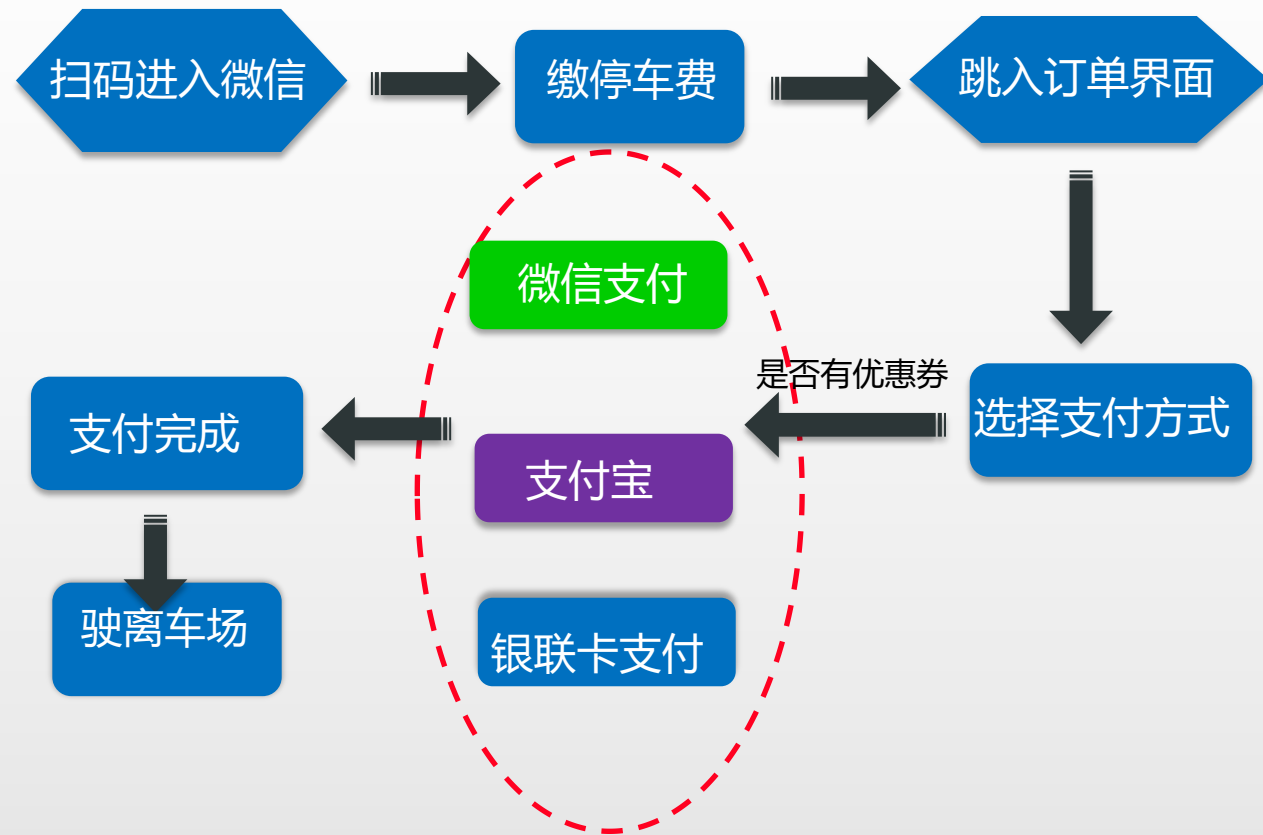 扫码进入微信
缴停车费
跳入订单界面
微信支付
是否有优惠券
选择支付方式
支付完成
支付宝
驶离车场
银联卡支付